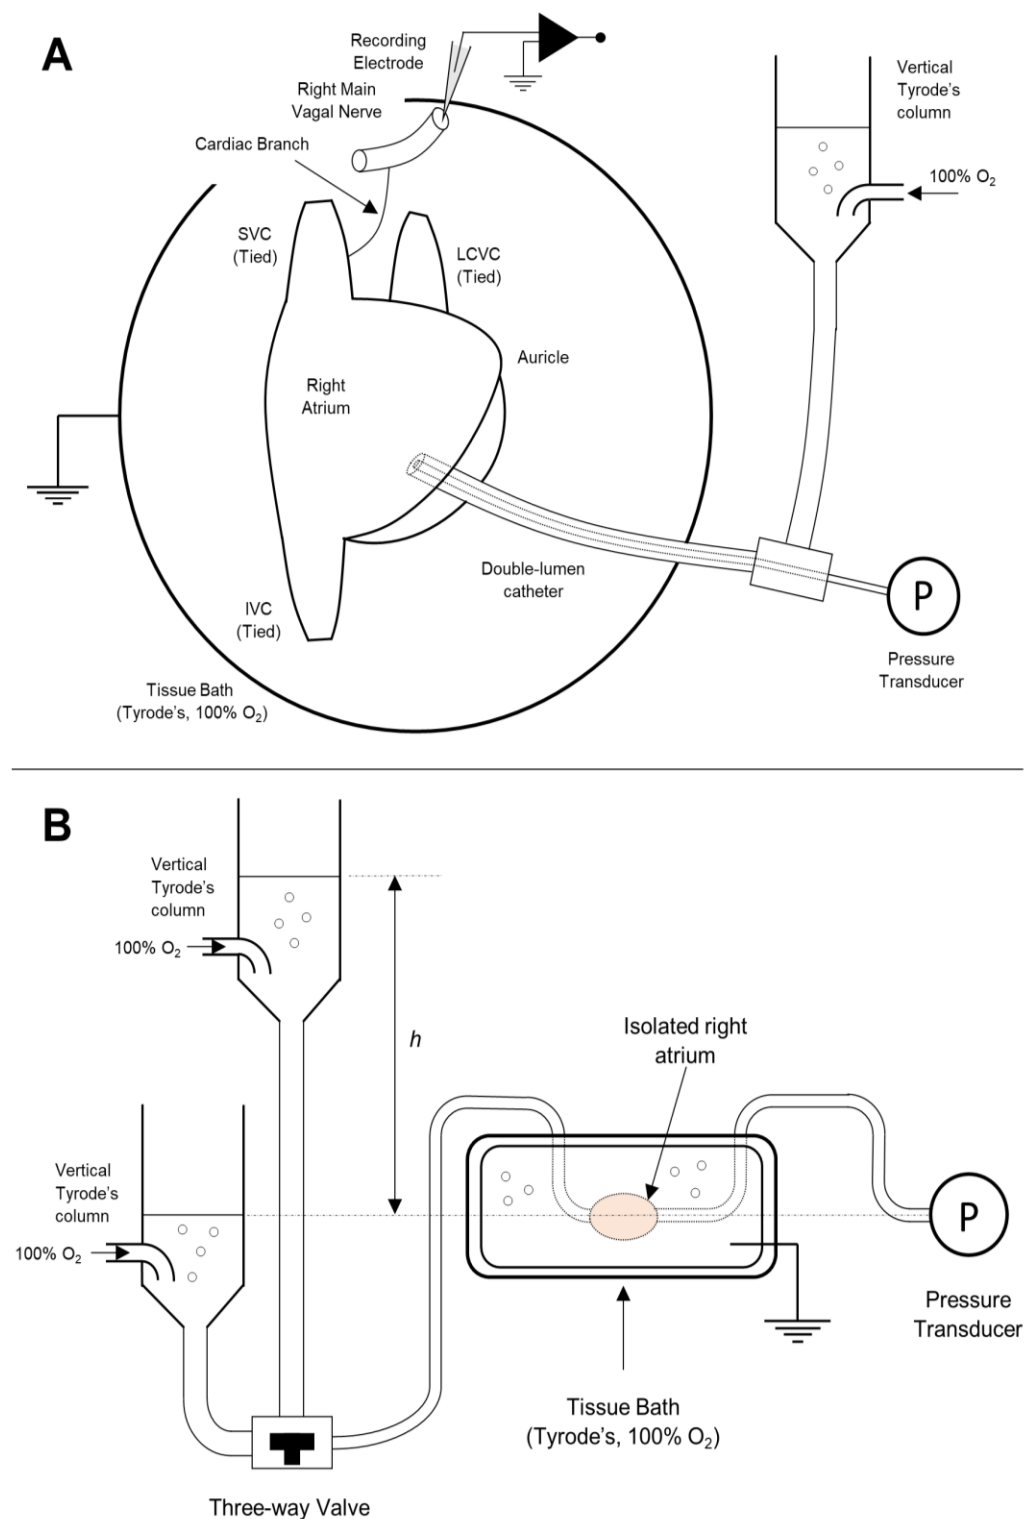 A
Recording
Electrode
Right Main
Vagal Nerve
Cardiac Branch
Vertical
Tyrode's
column
100% O₂
SVC
(Tied)
LCVC
(Tied)
Auricle
Right
Atrium
Double-lumen
catheter
IVC
(Tied)
P
Pressure
Transducer
Tissue Bath
(Tyrode's, 100% O₂)
B
Vertical
Tyrode's
column
100% O₂
h
Isolated right
atrium
Vertical
Tyrode's
column
100% O₂
P
Pressure
Transducer
Tissue Bath
(Tyrode's, 100% O₂)
Three-way Valve